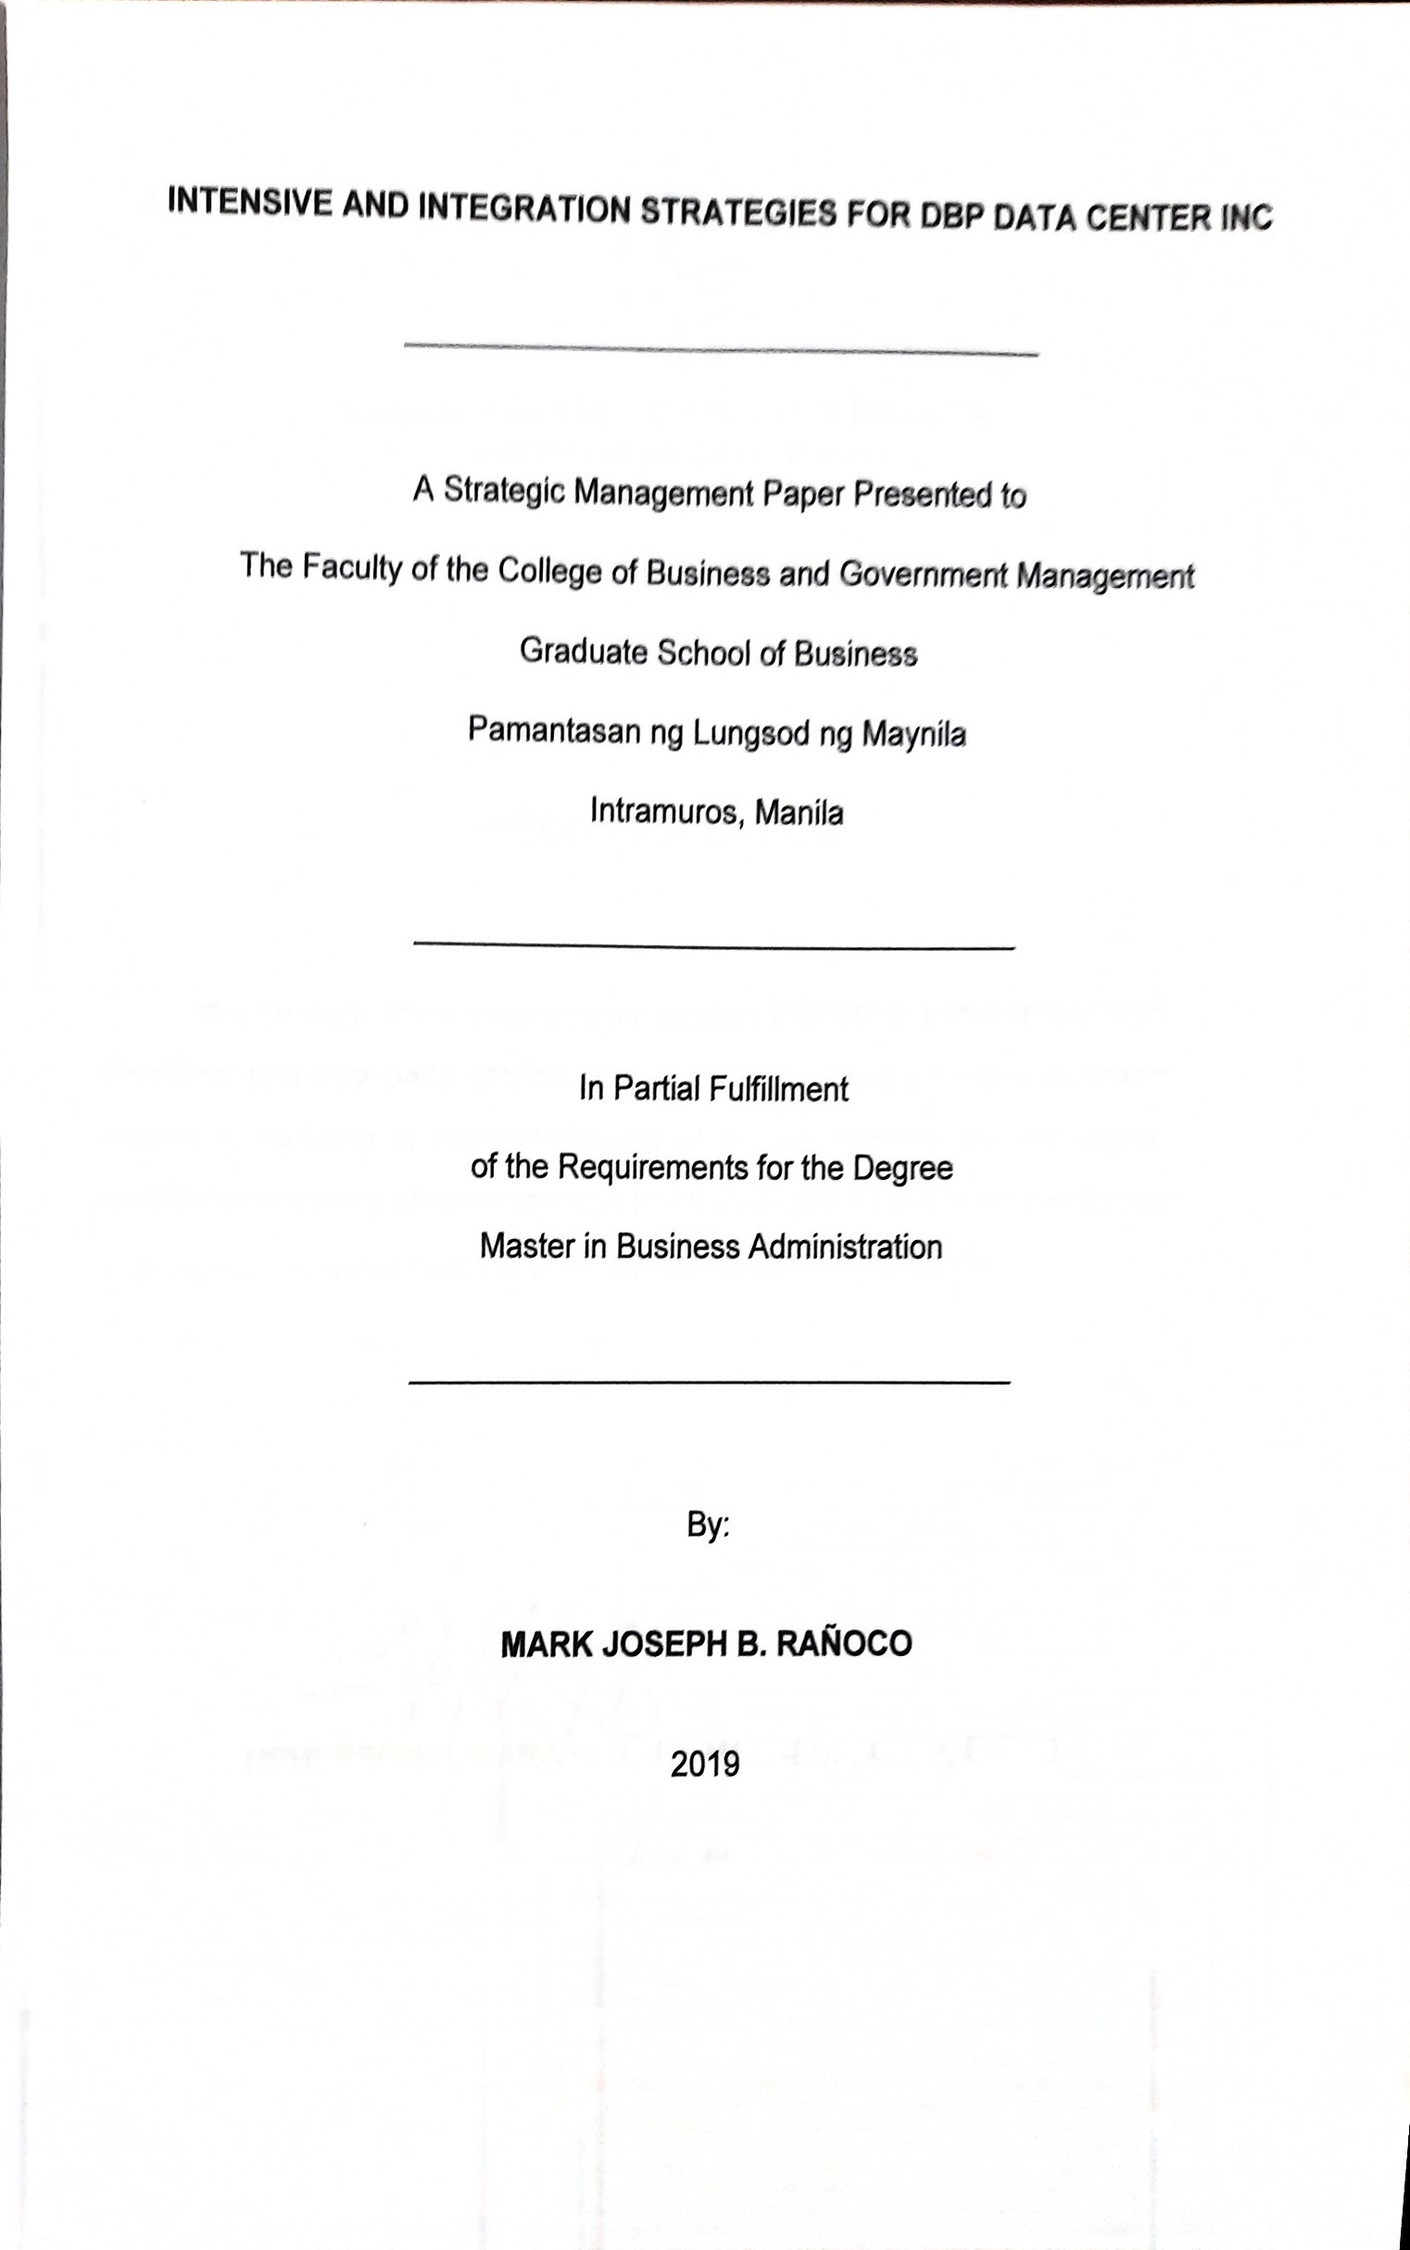 INTENSIVE AND INTEGRATION STRATEGIES FOR DBP DATA CENTER INC
A Strategic Management Paper Presented to
The Faculty of the College of Business and Government Management
Graduate School of Business
Pamantasan ng Lungsod ng Maynila
Intramuros, Manila
In Partial Fulfillment
of the Requirements for the Degree
Master in Business Administration
By:
MARK JOSEPH B. RAÑOCO
2019